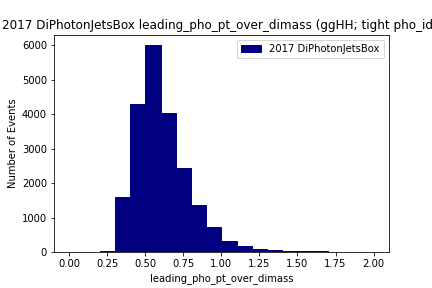 2017 DiPhotonJetsBox leading_pho_pt_over_dimass (ggHH; tight pho_id
2017 DiPhotonJetsBox
Number of Events
6000
5000
4000
3000
2000
1000
0
0.00 0.25 0.50 0.75 1.00 1.25 1.50 1.75 2.00
leading_pho_pt_over_dimass